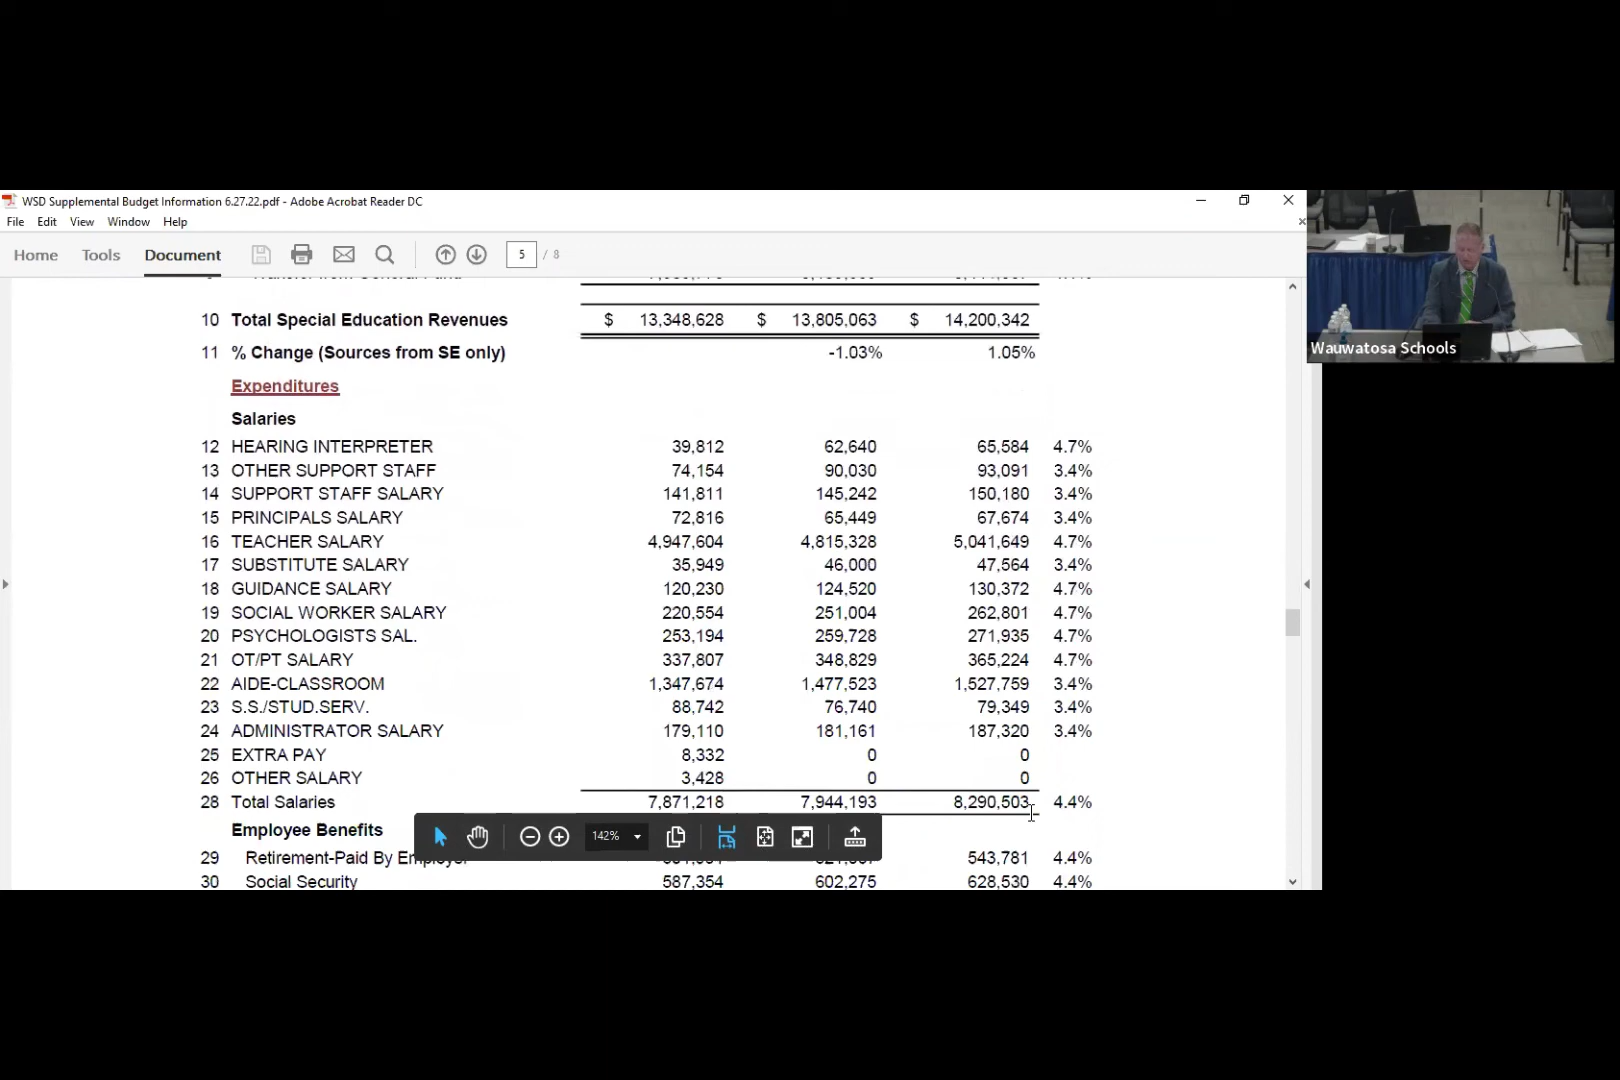 WSD Supplemental Budget Information 6.27.22.pdf - Adobe Acrobat Reader DC
File Edit View Window Help
Home Tools Document 5 / 8
10 Total Special Education Revenues $ 13,348,628 $ 13,805,063 $ 14,200,342
11 % Change (Sources from SE only) -1.03% 1.05%
Expenditures
Salaries
12 HEARING INTERPRETER 39,812 62,640 65,584 4.7%
13 OTHER SUPPORT STAFF 74,154 90,030 93,091 3.4%
14 SUPPORT STAFF SALARY 141,811 145,242 150,180 3.4%
15 PRINCIPALS SALARY 72,816 65,449 67,674 3.4%
16 TEACHER SALARY 4,947,604 4,815,328 5,041,649 4.7%
17 SUBSTITUTE SALARY 35,949 46,000 47,564 3.4%
18 GUIDANCE SALARY 120,230 124,520 130,372 4.7%
19 SOCIAL WORKER SALARY 220,554 251,004 262,801 4.7%
20 PSYCHOLOGISTS SAL. 253,194 259,728 271,935 4.7%
21 OT/PT SALARY 337,807 348,829 365,224 4.7%
22 AIDE-CLASSROOM 1,347,674 1,477,523 1,527,759 3.4%
23 S.S./STUD.SERV. 88,742 76,740 79,349 3.4%
24 ADMINISTRATOR SALARY 179,110 181,161 187,320 3.4%
25 EXTRA PAY 8,332 0 0
26 OTHER SALARY 3,428 0 0
28 Total Salaries 7,871,218 7,944,193 8,290,503 4.4%
Employee Benefits
142%
29 Retirement-Paid By Employer 543,781 4.4%
30 Social Security 587,354 602,275 628,530 4.4%
Wauwatosa Schools